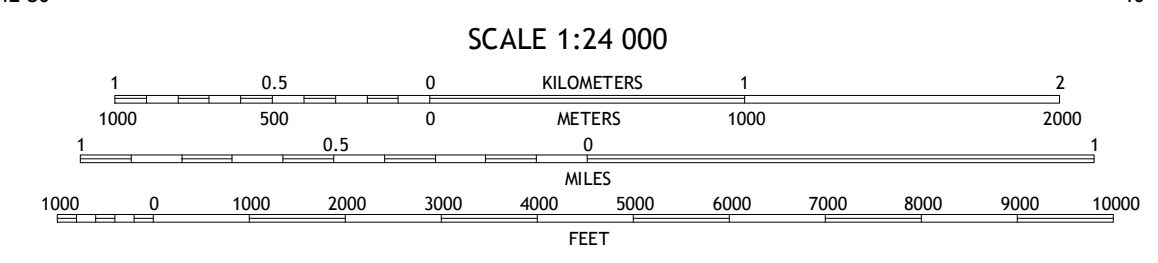 SCALE 1:24 000
1 0.5 0 KILOMETERS 1 2
1000 500 0 METERS 1000 2000
1 0.5 0 1
MILES
1000 0 1000 2000 3000 4000 5000 6000 7000 8000 9000 10000
FEET